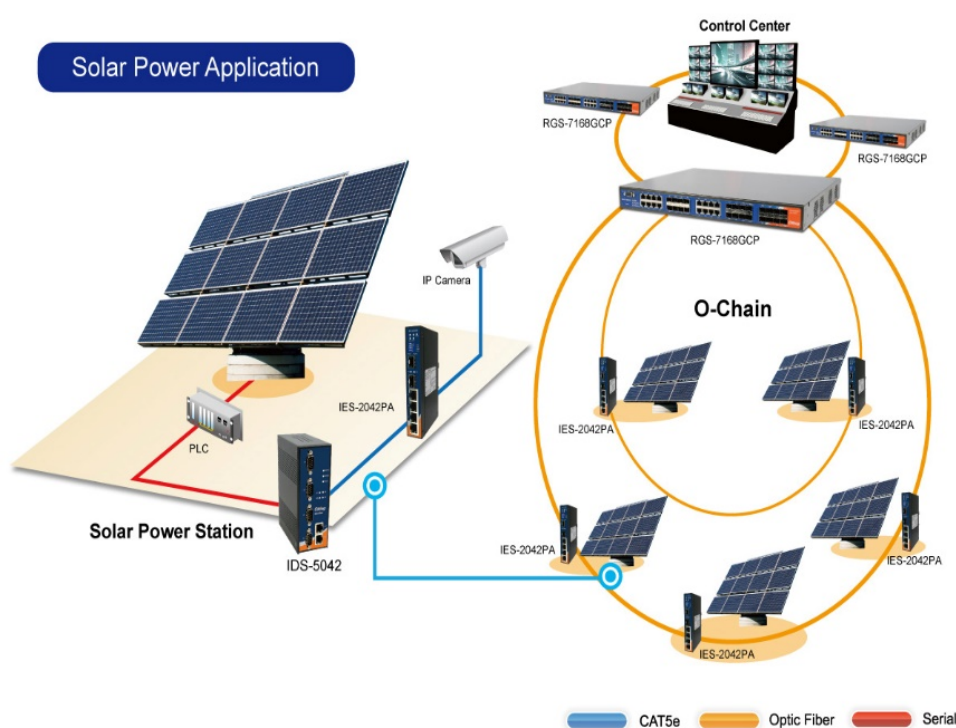 Solar Power Application
Control Center
RGS-7168GCP
RGS-7168GCP
RGS-7168GCP
IP Camera
O-Chain
IES-2042PA
PLC
IES-2042PA
IES-2042PA
Solar Power Station
IDS-5042
IES-2042PA
IES-2042PA
IES-2042PA
CAT5e
Optic Fiber
Serial